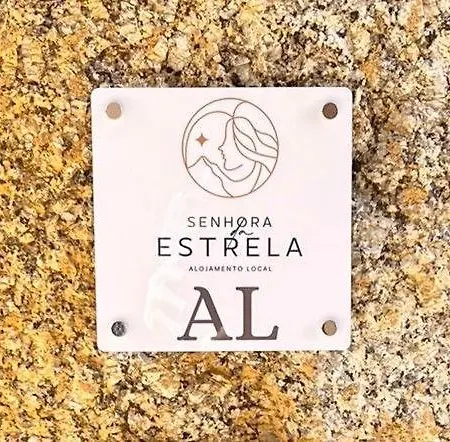 SENHORA
da
ESTRELA
ALOJAMENTO LOCAL
AL